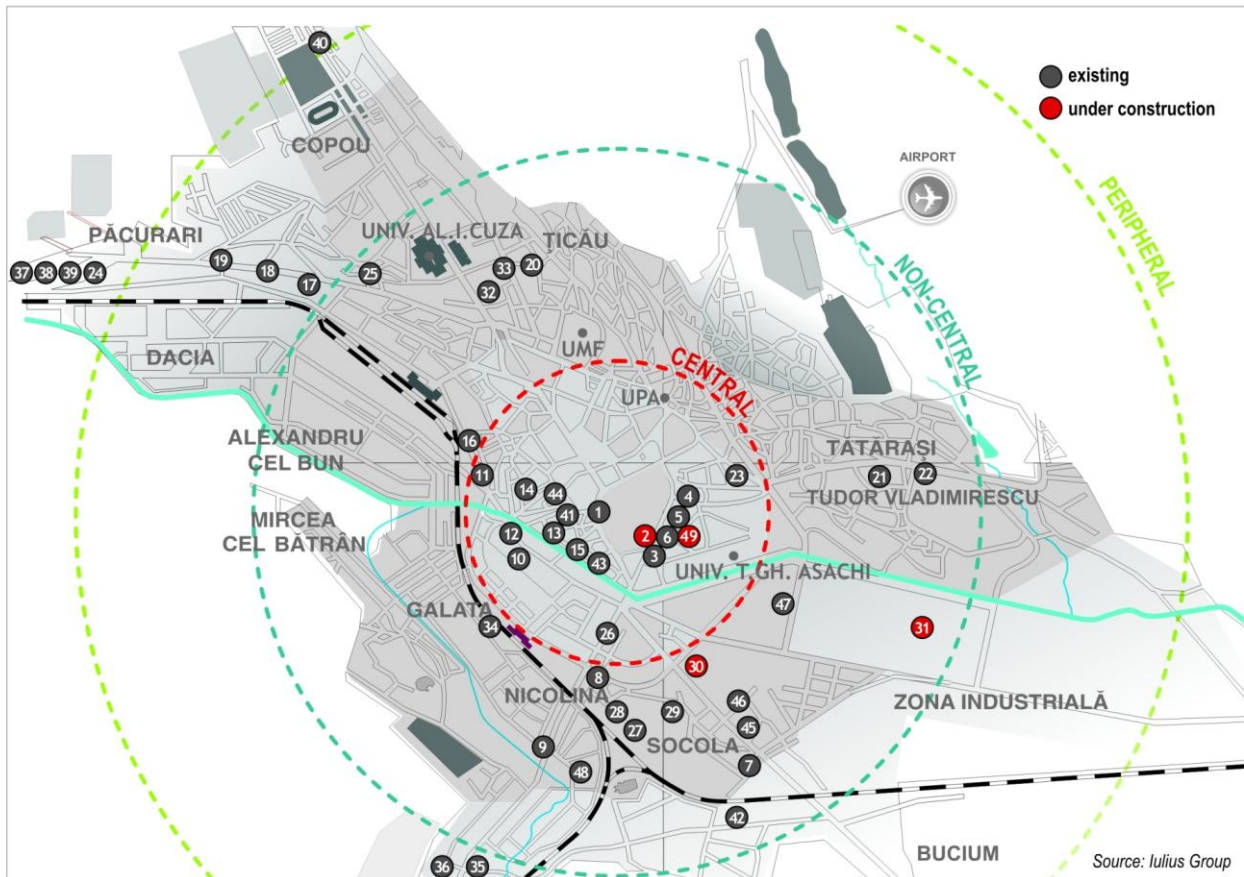 40
existing
under construction
COPOU
AIRPORT
PERIPHERAL
PĂCURARI
UNIV. AL.I.CUZA
ŢICĂU
NON-CENTRAL
37
38
39
24
19
18
17
25
33
20
32
DACIA
UMF
CENTRAL
UPA
ALEXANDRU
CEL BUN
16
11
14
44
41
1
4
5
23
TĂTĂRAŞI
21
22
TUDOR VLADIMIRESCU
MIRCEA
CEL BĂTRÂN
12
13
10
15
43
2
6
49
3
UNIV. T.GH. ASACHI
GALATA
34
26
47
31
8
30
NICOLINA
28
27
29
46
45
ZONA INDUSTRIALĂ
9
48
SOCOLA
7
42
36
35
BUCIUM
Source: Iulius Group